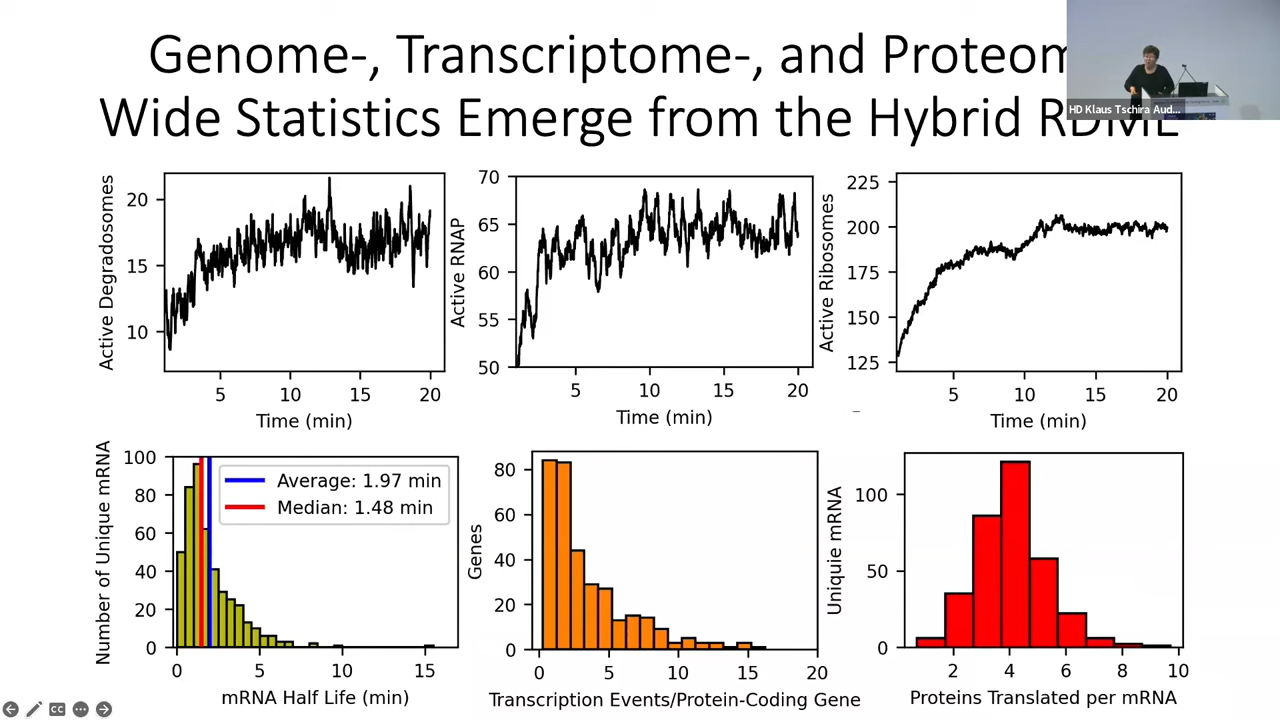 Genome-, Transcriptome-, and Proteom
Wide Statistics Emerge from the Hybrid RDME
HD Klaus Tschira Aud...
Active Degradosomes
20
15
10
5
10
15
20
Time (min)
Active RNAP
70
65
60
55
50
5
10
15
20
Time (min)
Active Ribosomes
225
200
175
150
125
5
10
15
20
Time (min)
Number of Unique mRNA
100
80
60
40
20
0
Average: 1.97 min
Median: 1.48 min
0
5
10
15
mRNA Half Life (min)
Genes
80
60
40
20
0
0
5
10
15
20
Transcription Events/Protein-Coding Gene
Uniquie mRNA
100
50
0
2
4
6
8
10
Proteins Translated per mRNA
CC